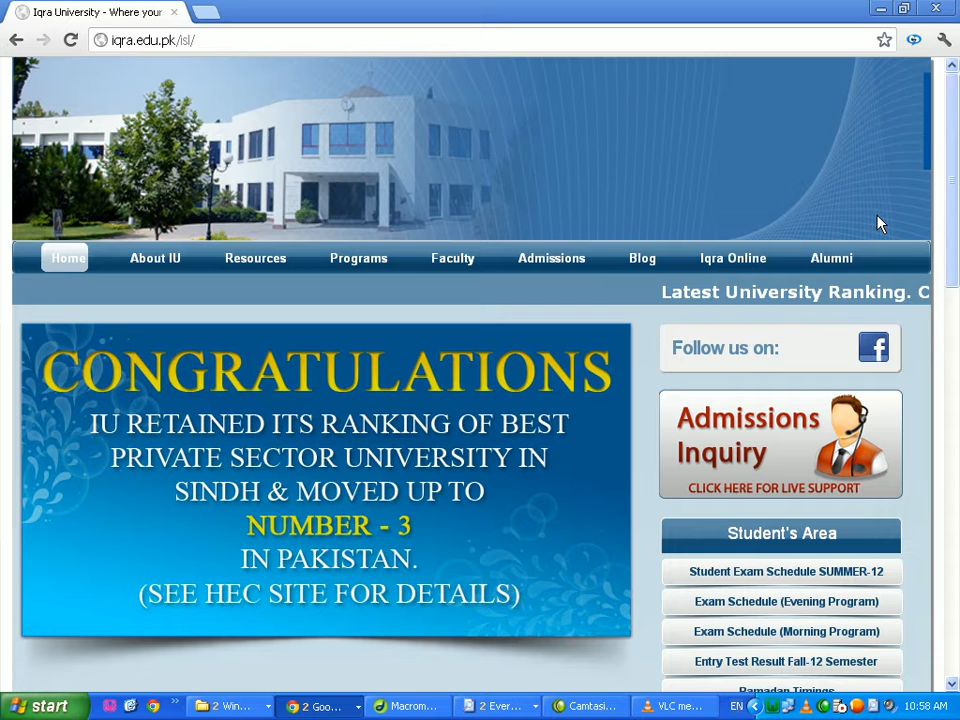 Iqra University - Where your
iqra.edu.pk/isl/
Home About IU Resources Programs Faculty Admissions Blog Iqra Online Alumni
Latest University Ranking. C
CONGRATULATIONS
IU RETAINED ITS RANKING OF BEST
PRIVATE SECTOR UNIVERSITY IN
SINDH & MOVED UP TO
NUMBER - 3
IN PAKISTAN.
(SEE HEC SITE FOR DETAILS)
Follow us on:
Admissions
Inquiry
CLICK HERE FOR LIVE SUPPORT
Student's Area
Student Exam Schedule SUMMER-12
Exam Schedule (Evening Program)
Exam Schedule (Morning Program)
Entry Test Result Fall-12 Semester
Ramadan Timings
start 2 Win... 2 Goo... Macrom... 2 Ever... Camtasi... VLC me... EN 10:58 AM